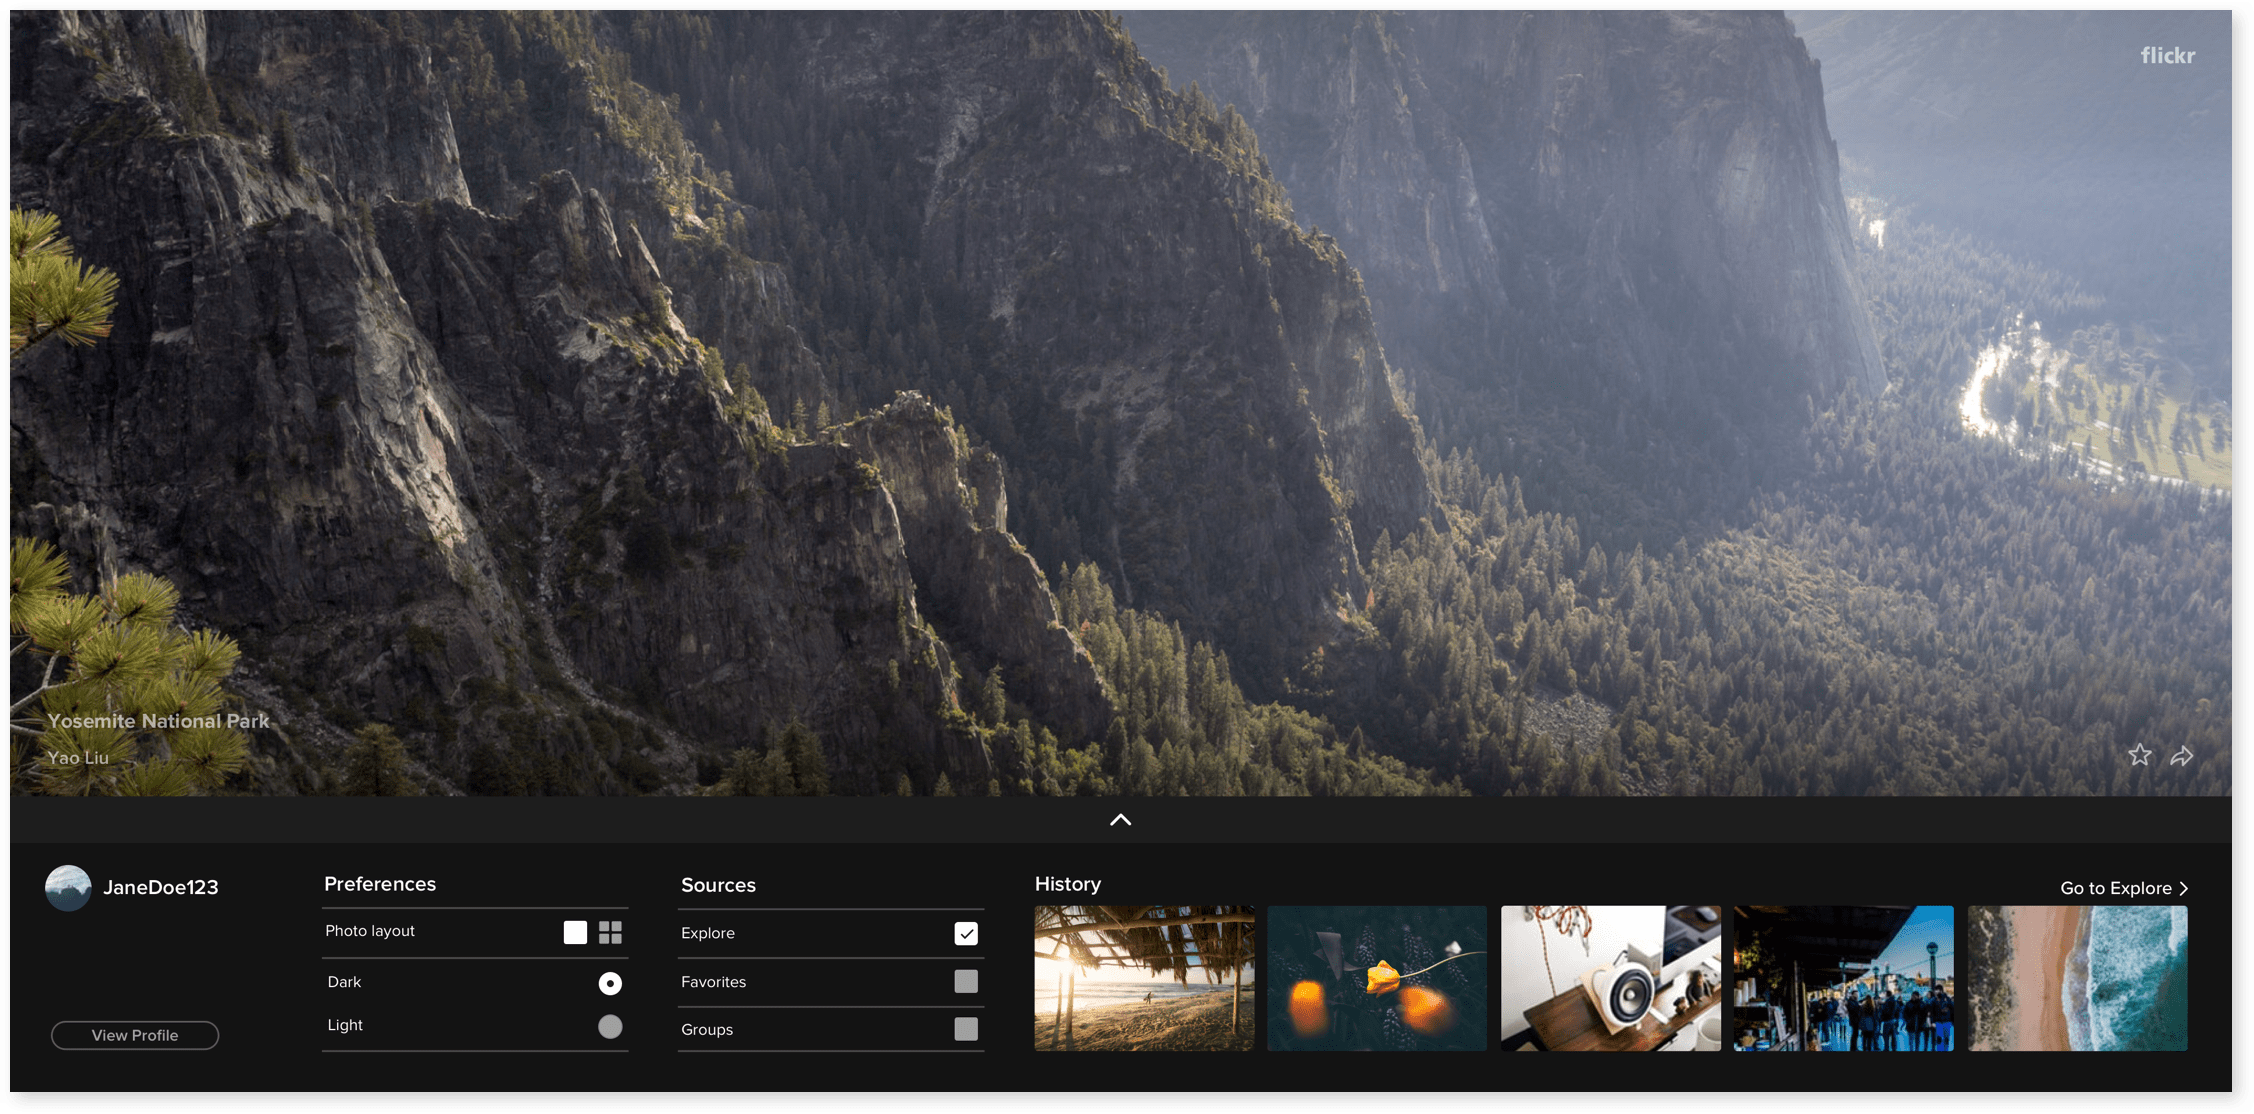 flickr
Yosemite National Park
Yao Liu
JaneDoe123
View Profile
Preferences
Photo layout
Dark
Light
Sources
Explore
Favorites
Groups
History
Go to Explore